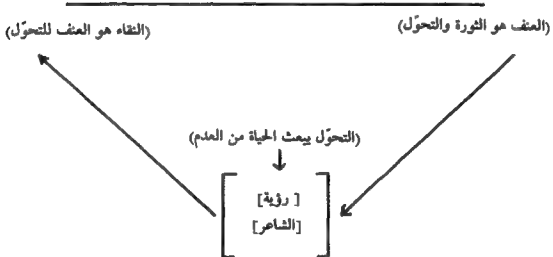 (العنف هو الثورة والتحوّل)
(النقاء هو العنف للتحوّل)
(التحوّل يبعث الحياة من العدم)
[رؤية]
[الشاعر]